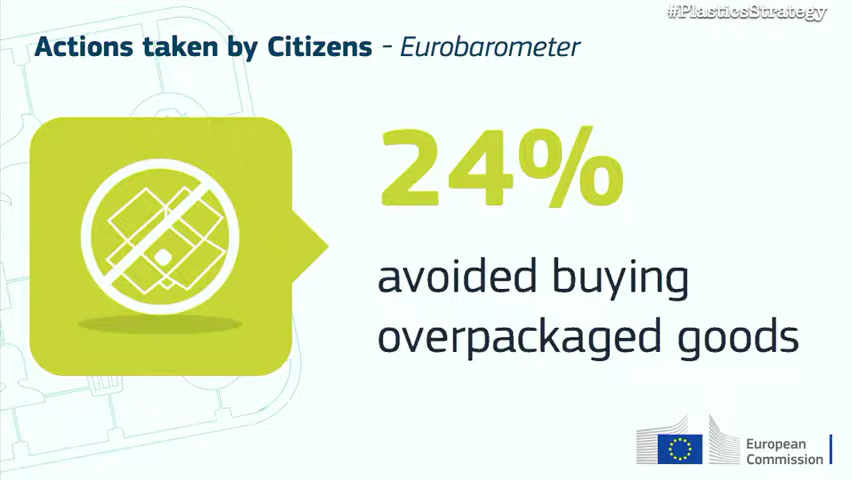 #PlasticsStrategy
Actions taken by Citizens - Eurobarometer
24%
avoided buying
overpackaged goods
European
Commission